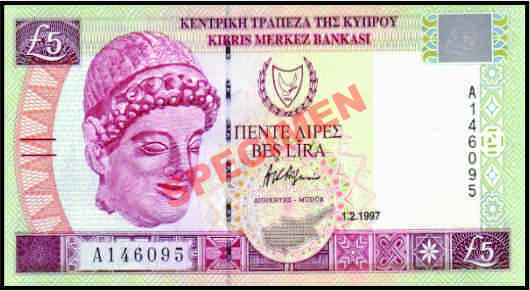 ΚΕΝΤΡΙΚΗ ΤΡΑΠΕΖΑ ΤΗΣ ΚΥΠΡΟΥ
KIBRIS MERKEZ BANKASI
£5
SPECIMEN
ΠΕΝΤΕ ΛΙΡΕΣ
BEŞ LİRA
ΔΙΟΙΚΗΤΗΣ - MÜDÜR
1.2.1997
A146095
A146095
£5